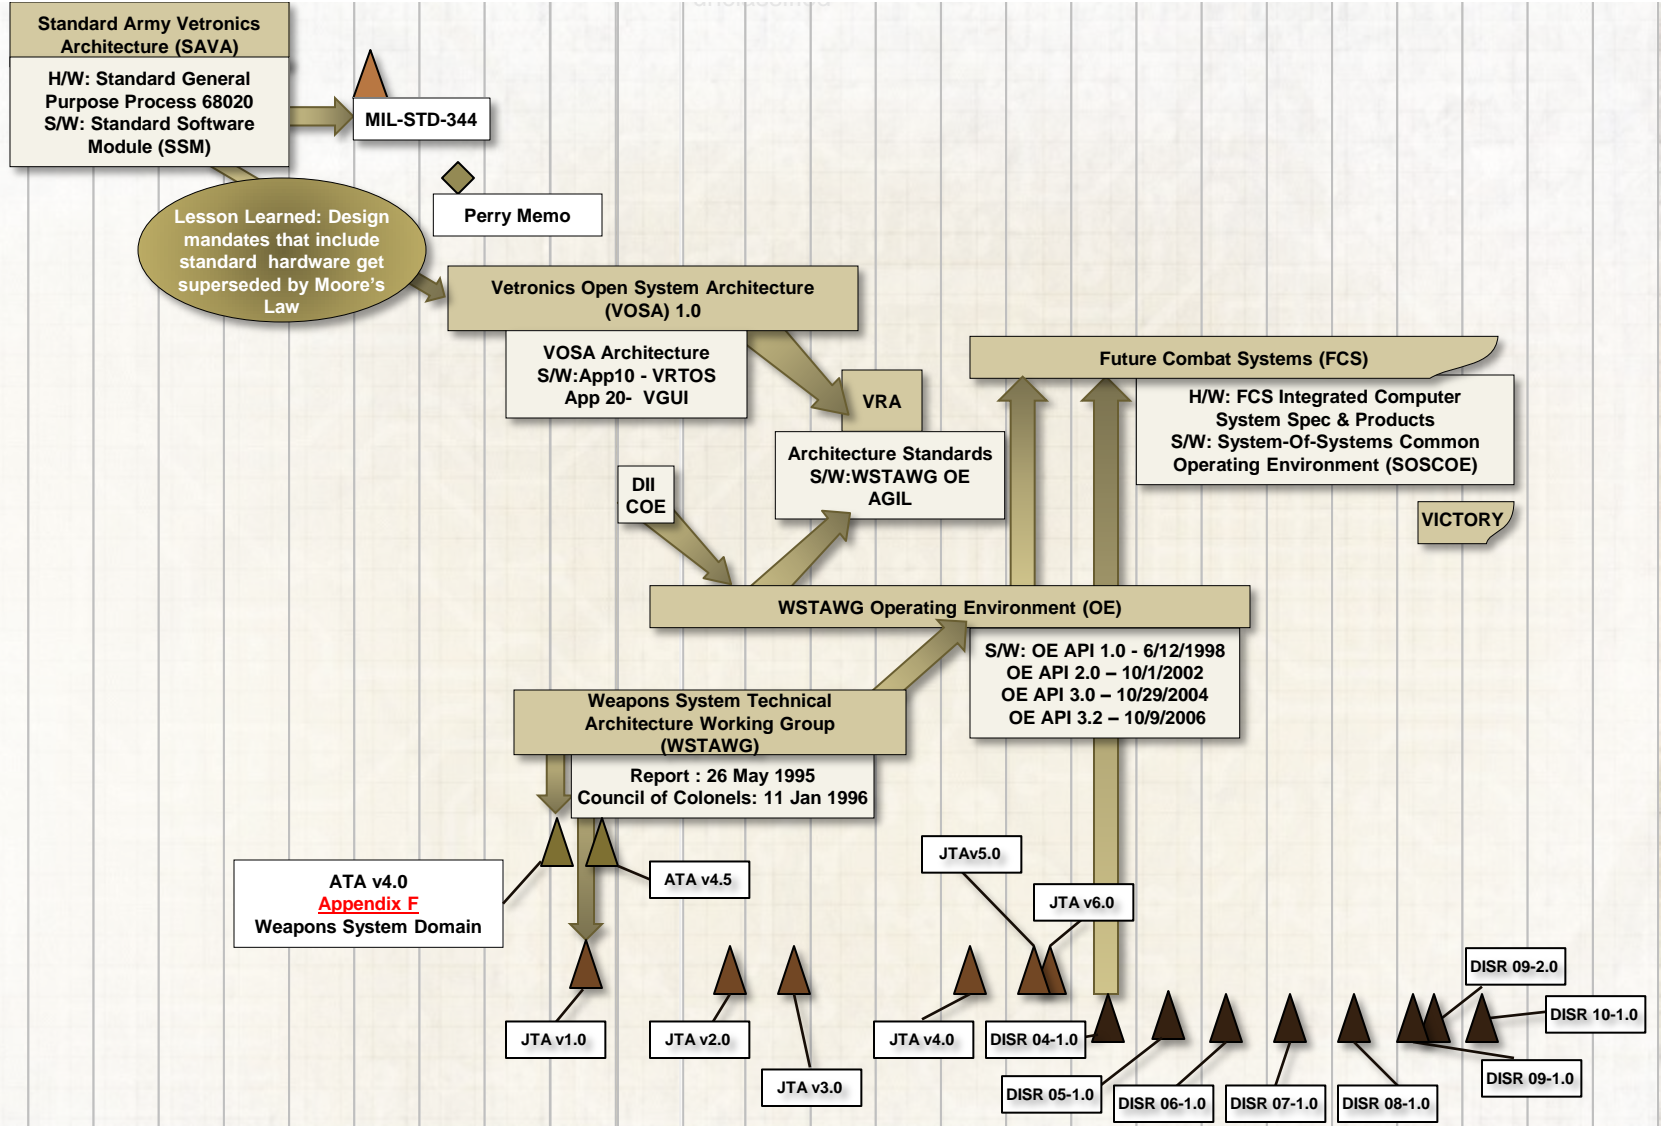 unclassified
Standard Army Vetronics
Architecture (SAVA)
H/W: Standard General
Purpose Process 68020
S/W: Standard Software
Module (SSM)
MIL-STD-344
Perry Memo
Lesson Learned: Design
mandates that include
standard hardware get
superseded by Moore's
Law
Vetronics Open System Architecture
(VOSA) 1.0
VOSA Architecture
S/W:App10 - VRTOS
App 20- VGUI
VRA
Architecture Standards
S/W:WSTAWG OE
AGIL
Future Combat Systems (FCS)
H/W: FCS Integrated Computer
System Spec & Products
S/W: System-Of-Systems Common
Operating Environment (SOSCOE)
VICTORY
DII
COE
WSTAWG Operating Environment (OE)
S/W: OE API 1.0 - 6/12/1998
OE API 2.0 – 10/1/2002
OE API 3.0 – 10/29/2004
OE API 3.2 – 10/9/2006
Weapons System Technical
Architecture Working Group
(WSTAWG)
Report : 26 May 1995
Council of Colonels: 11 Jan 1996
ATA v4.0
Appendix F
Weapons System Domain
ATA v4.5
JTAv5.0
JTA v6.0
JTA v1.0
JTA v2.0
JTA v3.0
JTA v4.0
DISR 04-1.0
DISR 05-1.0
DISR 06-1.0
DISR 07-1.0
DISR 08-1.0
DISR 09-1.0
DISR 09-2.0
DISR 10-1.0